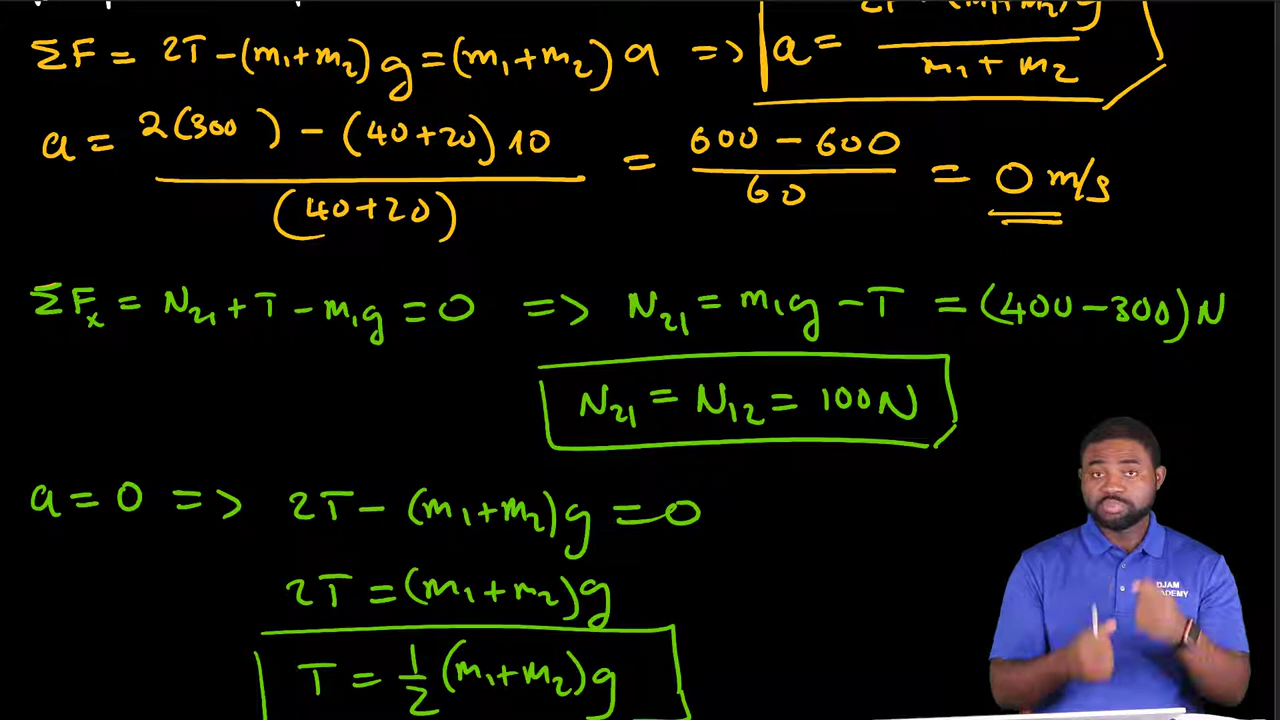 ΣF = 2T - (m₁+m₂)g = (m₁+m₂)a => a =
m₁ + m₂
a = 2(300) - (40+20)10 / (40+20) = 600 - 600 / 60 = 0 m/s
ΣFₓ = N₂₁ + T - m₁g = 0 => N₂₁ = m₁g - T = (400 - 300)N
N₂₁ = N₁₂ = 100N
a = 0 => 2T - (m₁+m₂)g = 0
2T = (m₁+m₂)g
T = 1/2 (m₁+m₂)g
DJAM